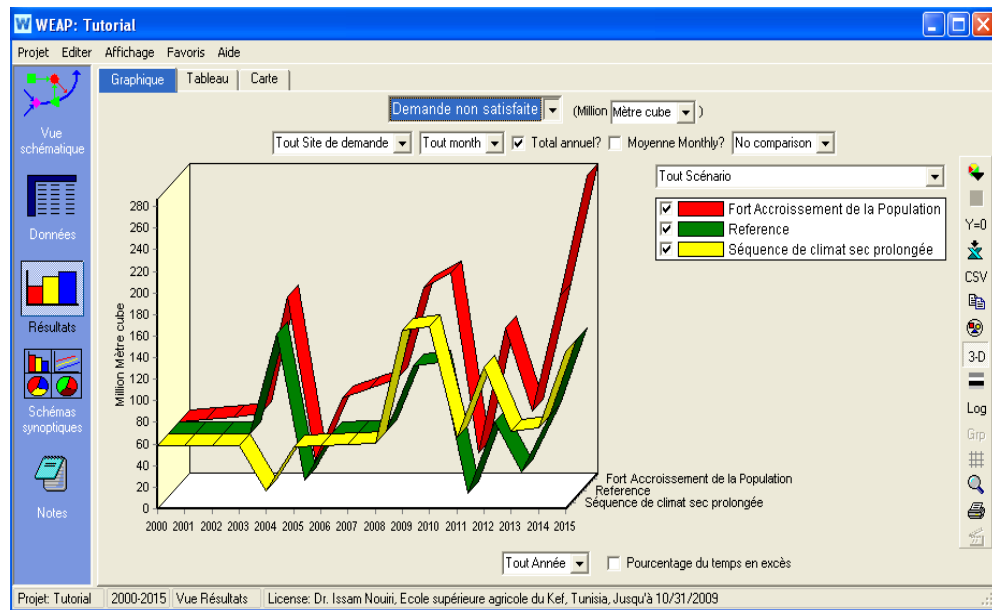 WEAP: Tutorial
Projet Editer Affichage Favoris Aide
Graphique Tableau Carte
Demande non satisfaite (Million Mètre cube )
Tout Site de demande Tout month Total annuel? Moyenne Monthly? No comparison
Tout Scénario
Fort Accroissement de la Population
Reference
Séquence de climat sec prolongée
Vue
schématique
Données
Résultats
Schémas
synoptiques
Notes
Million Mètre cube
280
260
240
220
200
180
160
140
120
100
80
60
40
20
0
2000 2001 2002 2003 2004 2005 2006 2007 2008 2009 2010 2011 2012 2013 2014 2015
Fort Accroissement de la Population
Reference
Séquence de climat sec prolongée
Y=0
CSV
3-D
Log
Grp
Tout Année Pourcentage du temps en excès
Projet: Tutorial 2000-2015 Vue Résultats License: Dr. Issam Nouiri, Ecole supérieure agricole du Kef, Tunisia, Jusqu'à 10/31/2009